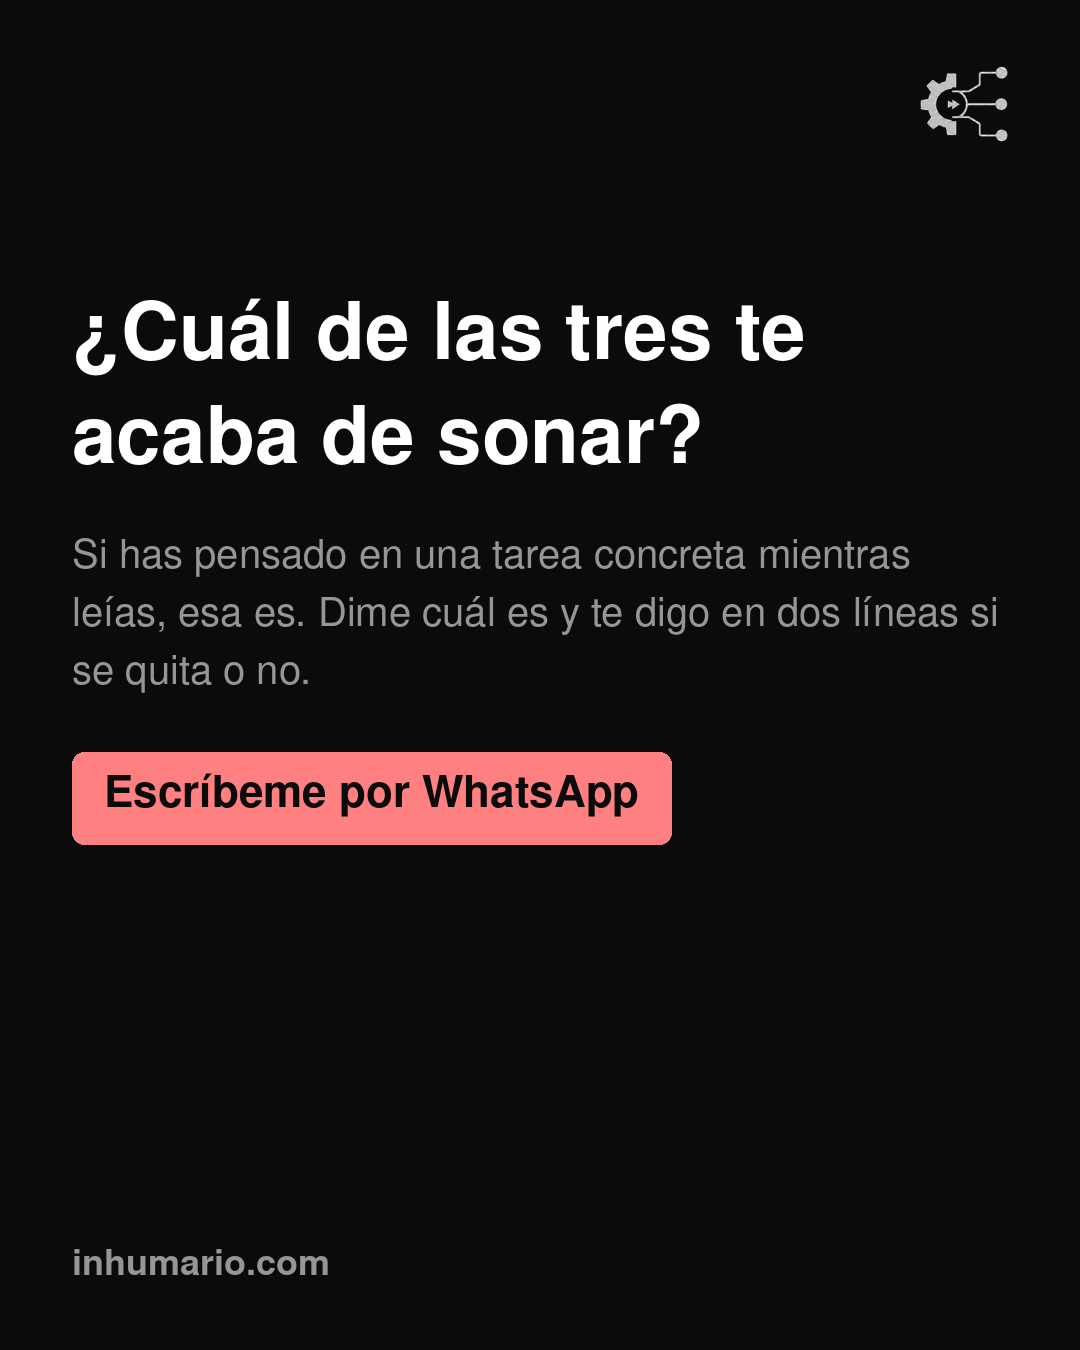 ¿Cuál de las tres te
acaba de sonar?
Si has pensado en una tarea concreta mientras
leías, esa es. Dime cuál es y te digo en dos líneas si
se quita o no.
Escríbeme por WhatsApp
inhumario.com